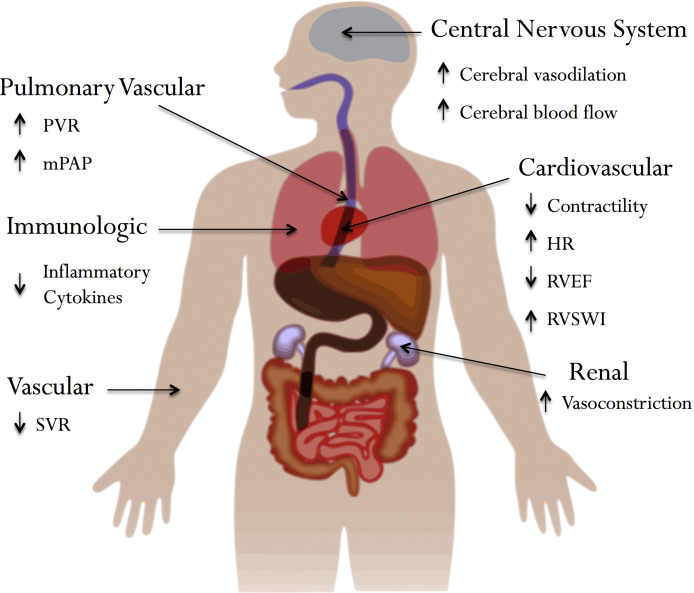 Central Nervous System
↑ Cerebral vasodilation
↑ Cerebral blood flow
Pulmonary Vascular
↑ PVR
↑ mPAP
Cardiovascular
↓ Contractility
↑ HR
↓ RVEF
↑ RVSWI
Immunologic
↓ Inflammatory
Cytokines
Renal
↑ Vasoconstriction
Vascular
↓ SVR